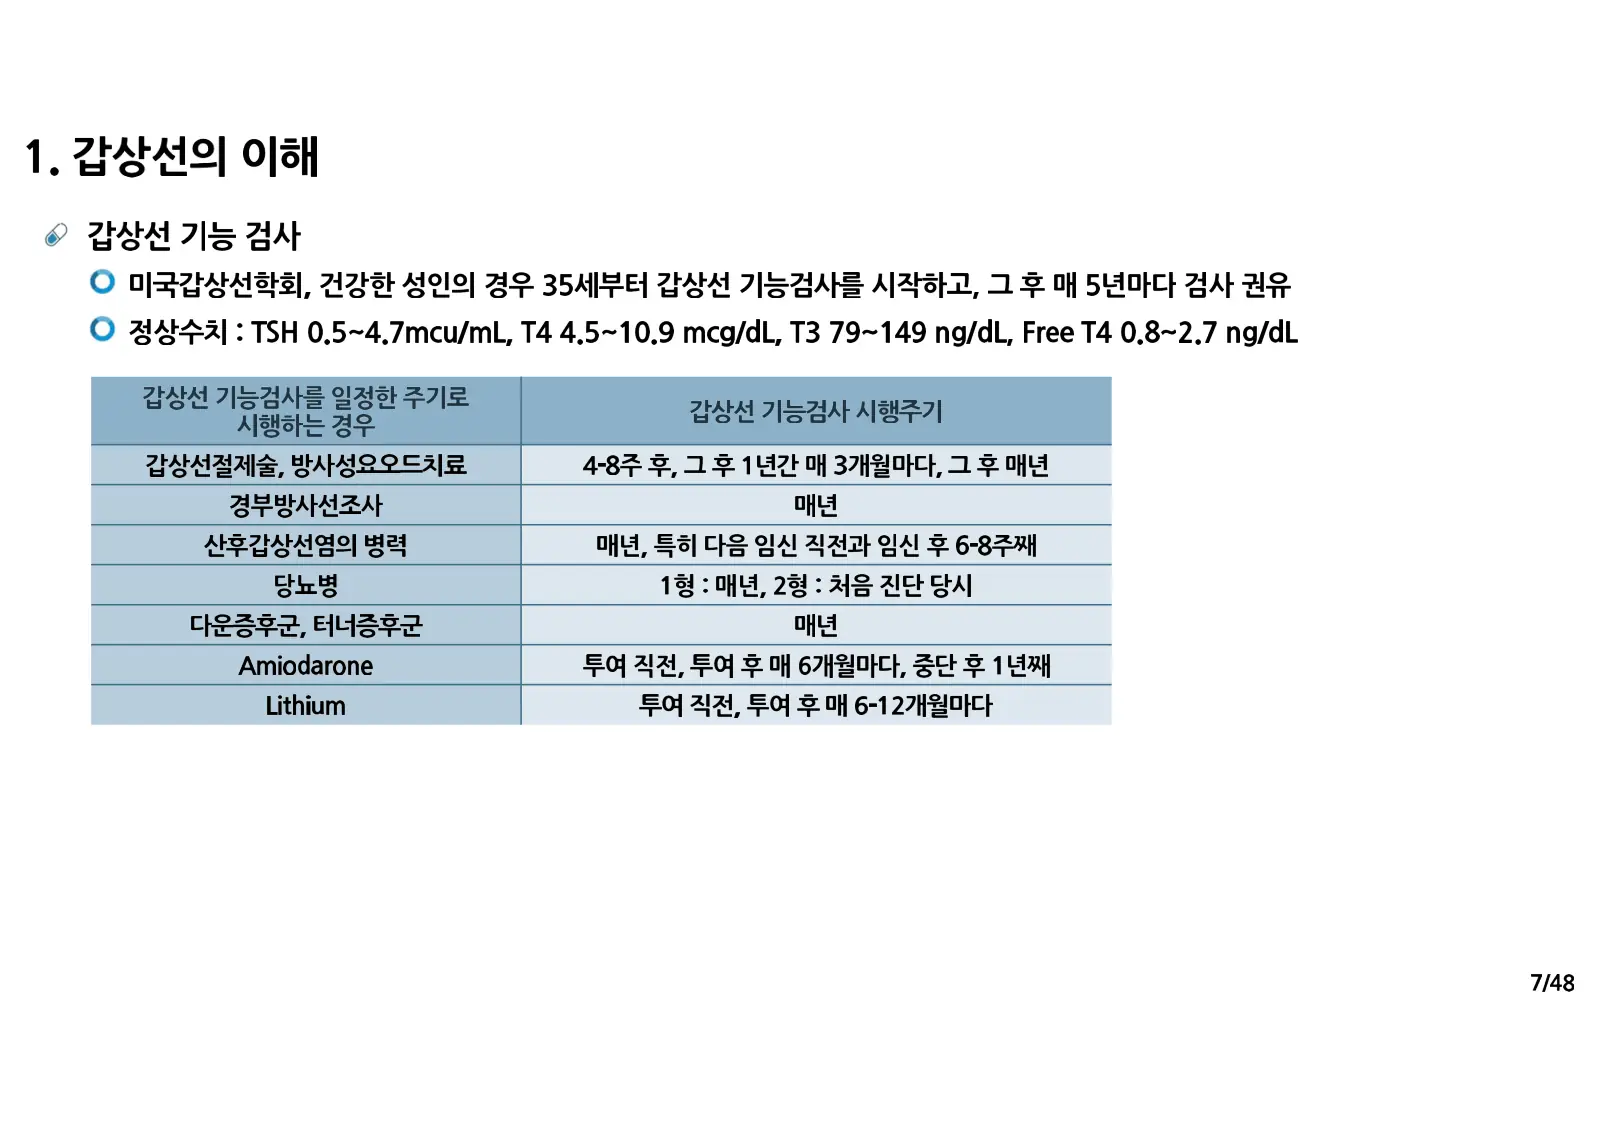 1. 갑상선의 이해
갑상선 기능 검사
미국갑상선학회, 건강한 성인의 경우 35세부터 갑상선 기능검사를 시작하고, 그 후 매 5년마다 검사 권유
정상수치 : TSH 0.5~4.7mcu/mL, T4 4.5~10.9 mcg/dL, T3 79~149 ng/dL, Free T4 0.8~2.7 ng/dL
갑상선 기능검사를 일정한 주기로
시행하는 경우
갑상선 기능검사 시행주기
갑상선절제술, 방사성요오드치료
4-8주 후, 그 후 1년간 매 3개월마다, 그 후 매년
경부방사선조사
매년
산후갑상선염의 병력
매년, 특히 다음 임신 직전과 임신 후 6-8주째
당뇨병
1형 : 매년, 2형 : 처음 진단 당시
다운증후군, 터너증후군
매년
Amiodarone
투여 직전, 투여 후 매 6개월마다, 중단 후 1년째
Lithium
투여 직전, 투여 후 매 6-12개월마다
7/48